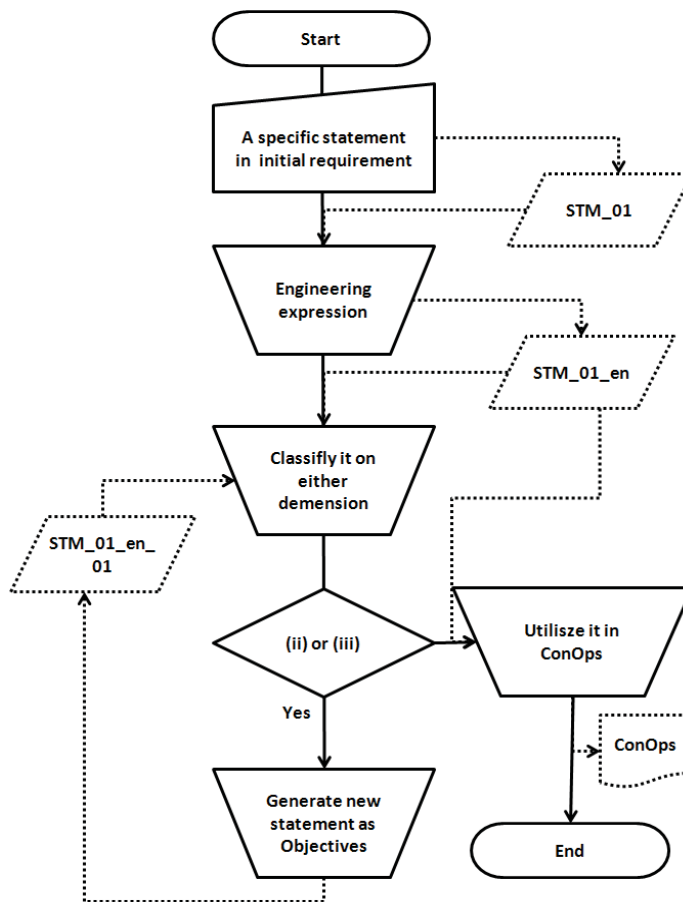 Start
A specific statement
in initial requirement
STM_01
Engineering
expression
STM_01_en
Classifly it on
either
demension
STM_01_en_
01
(ii) or (iii)
Utilisze it in
ConOps
Yes
ConOps
Generate new
statement as
Objectives
End